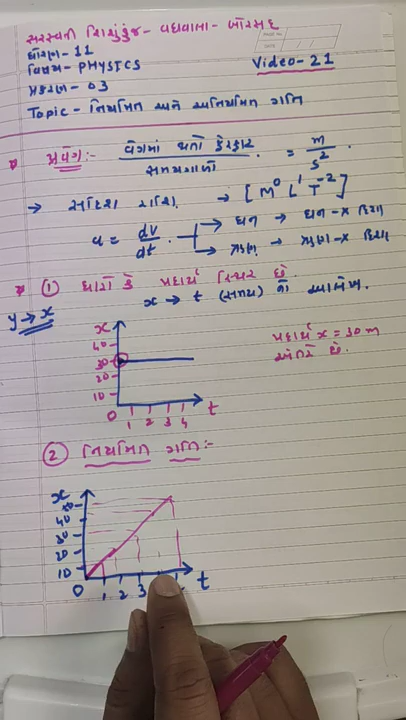 સરસ્વતી શિશુકુંજ - વઘવામા - બોરસદ
ધોરણ - 11
વિષય - PHYSICS
પ્રકરણ - 03
Video - 21
Topic - નિયમિત અને અનિયમિત ગતિ
પ્રવેગ :- વેગમાં થતો ફેરફાર / સમયગાળો = m / s²
→ સદિશ રાશિ → [M⁰ L¹ T⁻²]
a = dv / dt → ધન → ધન-x દિશા
→ ઋણ → ઋણ-x દિશા
① ધારો કે પદાર્થ સ્થિર છે.
y → x
x → t (સમય) નો આલેખ.
x
40
30
20
10
0 1 2 3 4 t
પદાર્થ x = 30 m
અંતરે છે.
② નિયમિત ગતિ :-
x
50
40
30
20
10
0 1 2 3 t